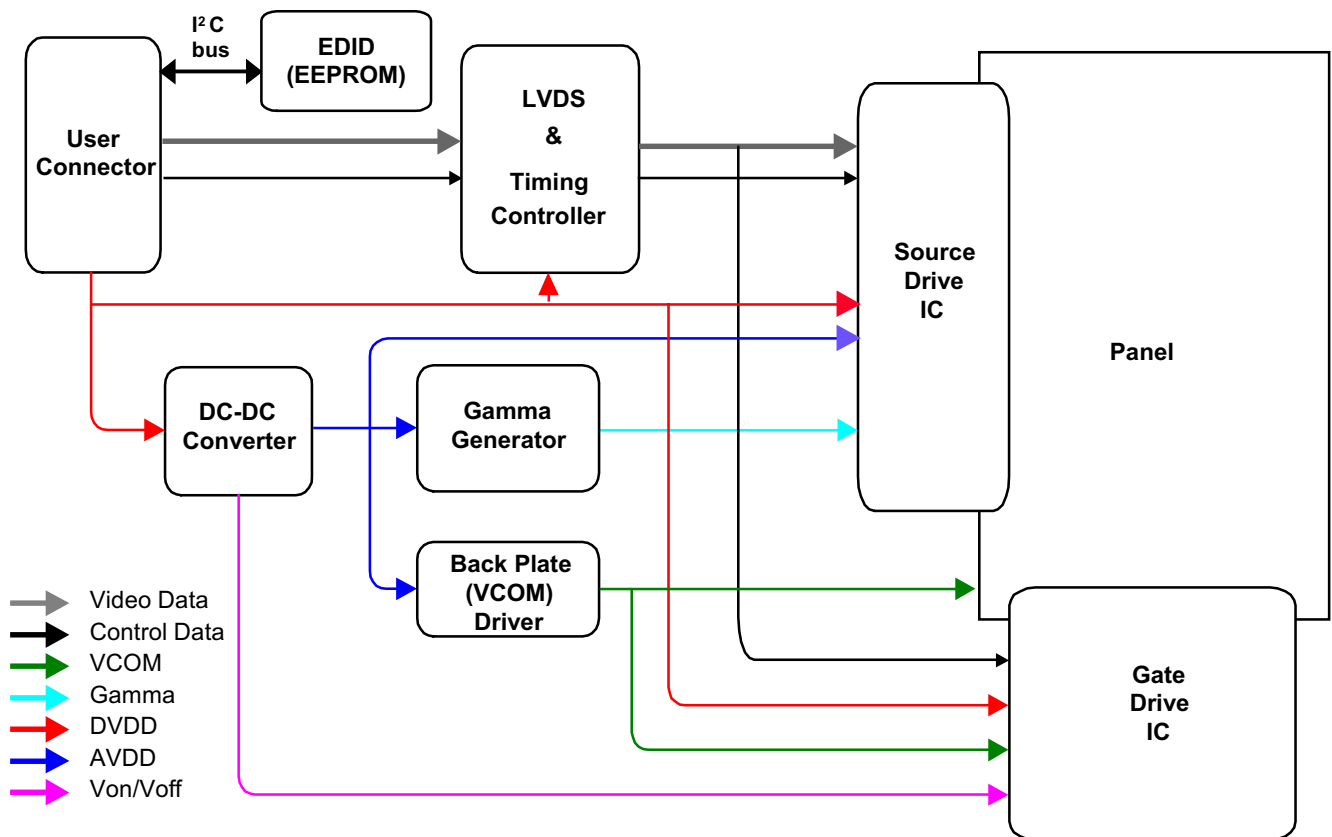 I² C
bus
EDID
(EEPROM)
User
Connector
LVDS
&
Timing
Controller
Source
Drive
IC
Panel
DC-DC
Converter
Gamma
Generator
Back Plate
(VCOM)
Driver
Gate
Drive
IC
Video Data
Control Data
VCOM
Gamma
DVDD
AVDD
Von/Voff